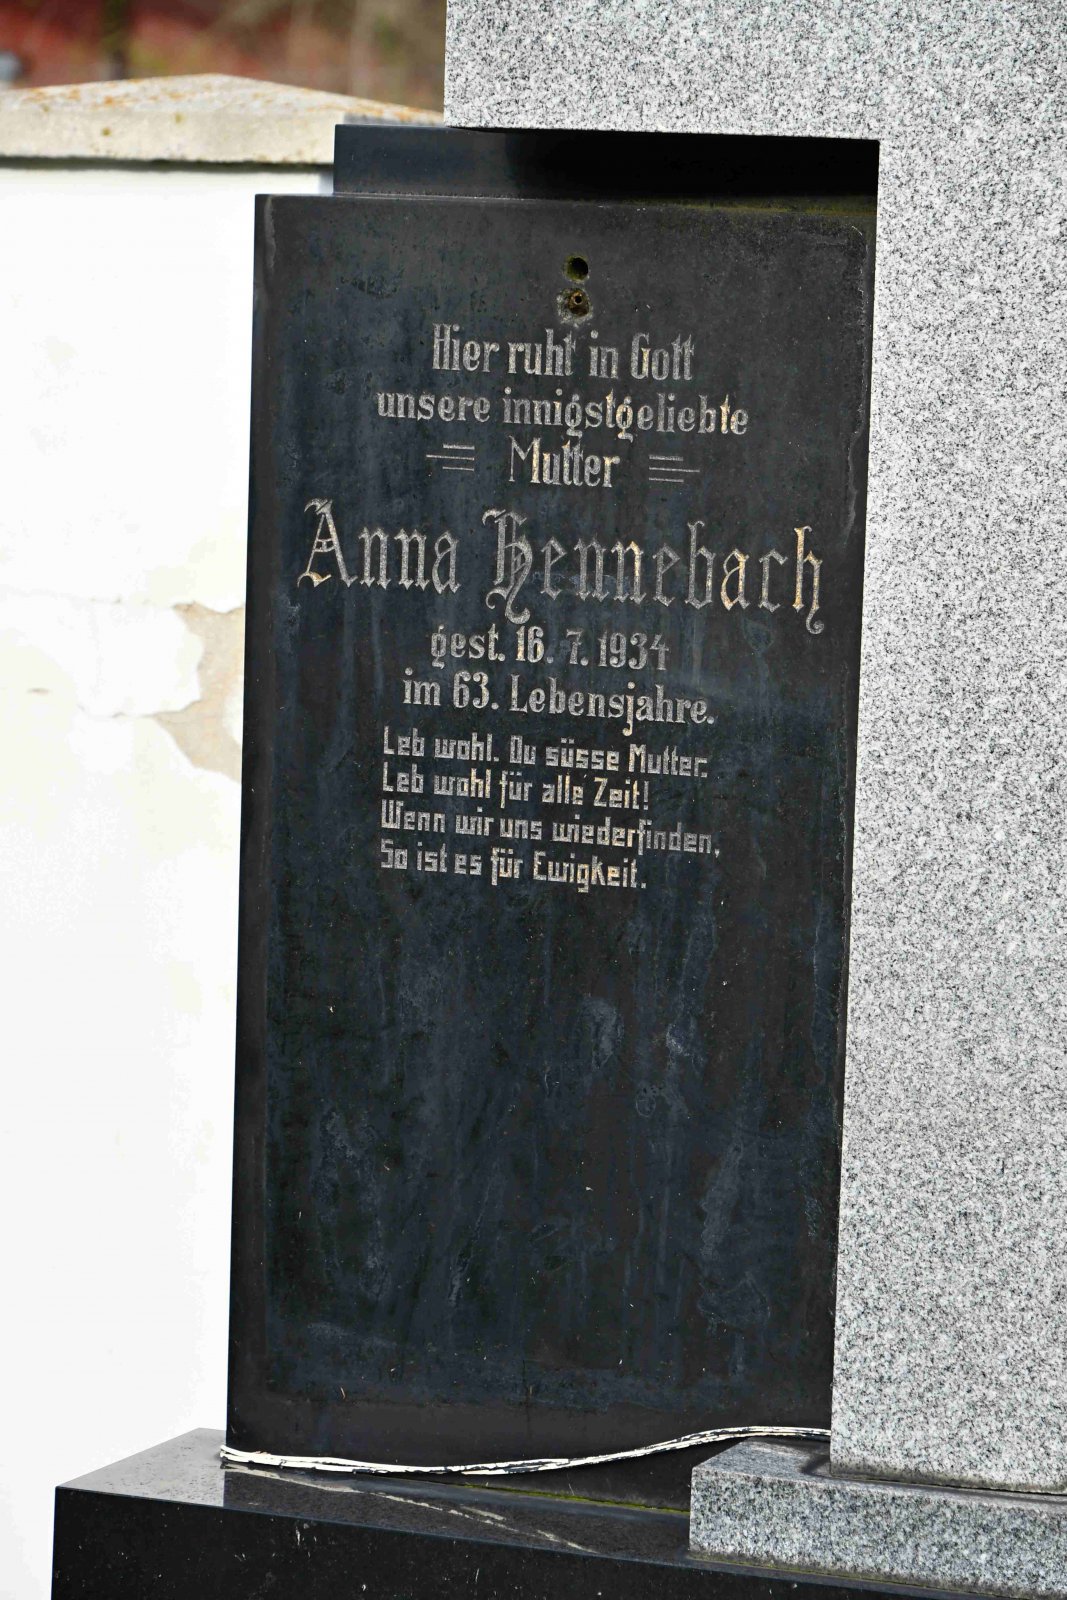 Hier ruht in Gott
unsere innigstgeliebte
Mutter
Anna Hennebach
gest. 16. 7. 1934
im 63. Lebensjahre.
Leb wohl. Du süsse Mutter.
Leb wohl für alle Zeit!
Wenn wir uns wiederfinden,
So ist es für Ewigkeit.